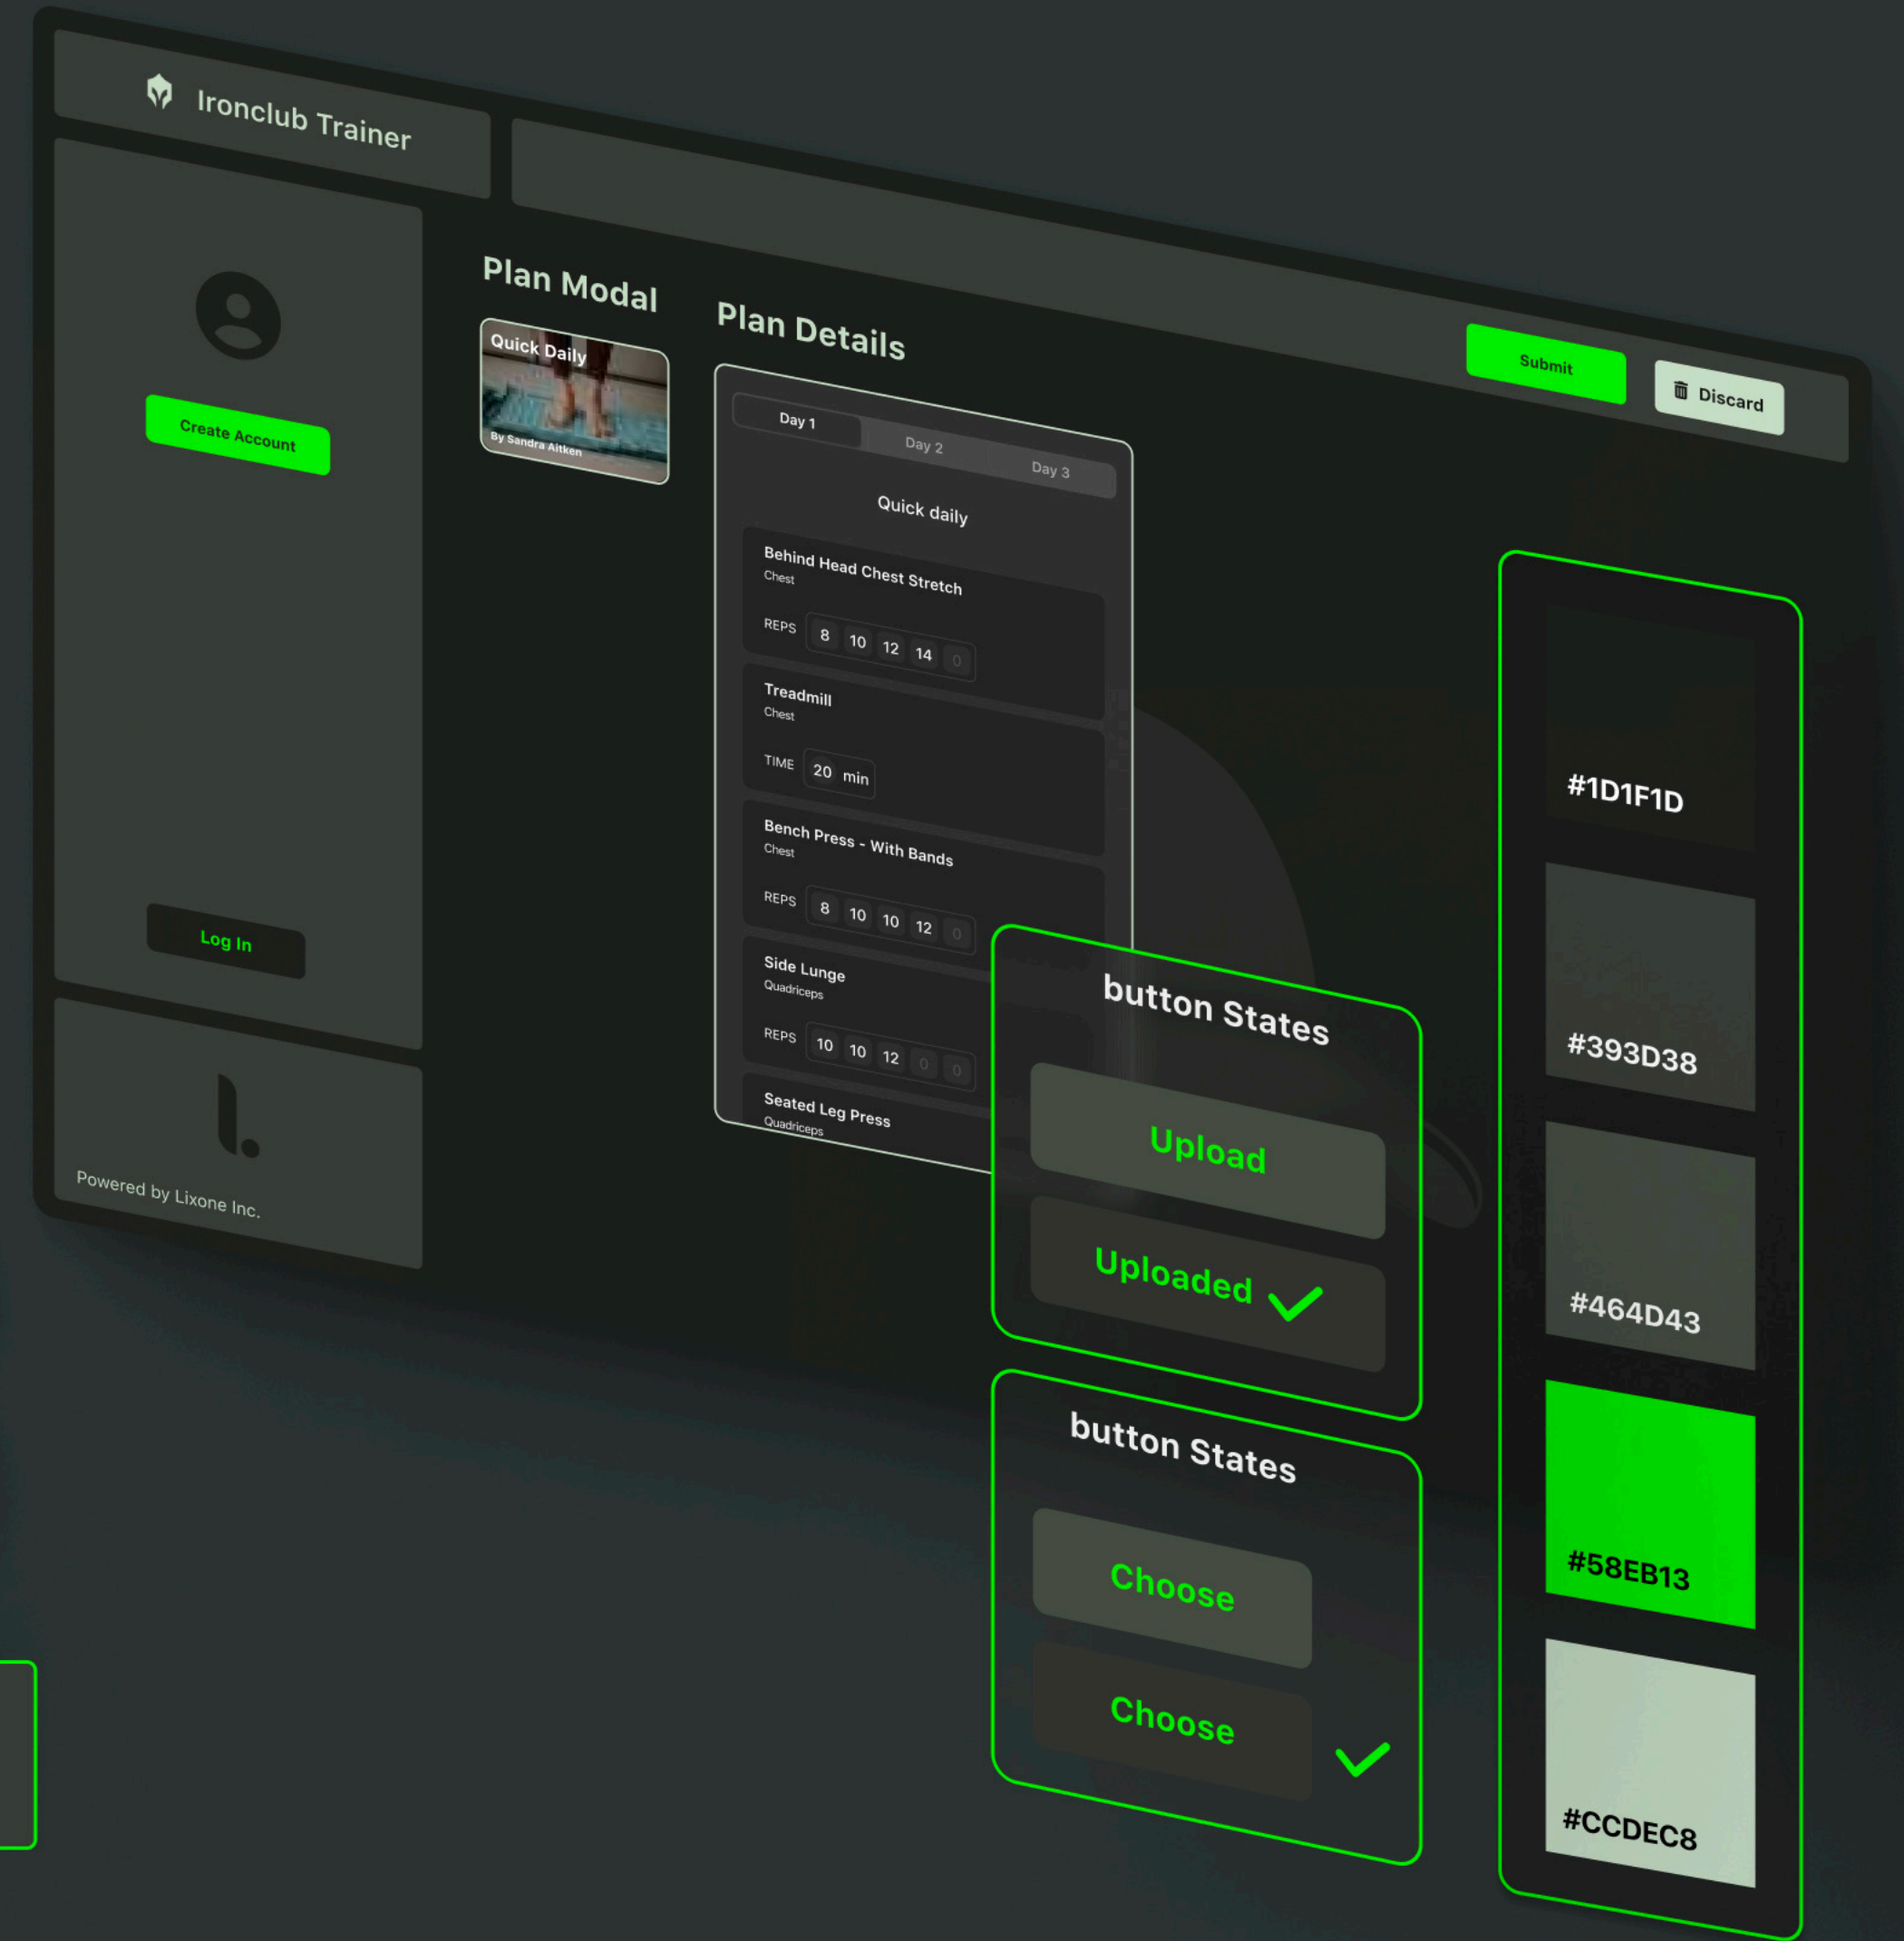 Ironclub Trainer
Submit
Discard
Create Account
Log In
Powered by Lixone Inc.
Plan Modal
Quick Daily
By Sandra Aitken
Plan Details
Day 1
Day 2
Day 3
Quick daily
Behind Head Chest Stretch
Chest
REPS 8 10 12 14 0
Treadmill
Chest
TIME 20 min
Bench Press - With Bands
Chest
REPS 8 10 10 12 0
Side Lunge
Quadriceps
REPS 10 10 12 0 0
Seated Leg Press
Quadriceps
button States
Upload
Uploaded
button States
Choose
Choose
#1D1F1D
#393D38
#464D43
#58EB13
#CCDEC8